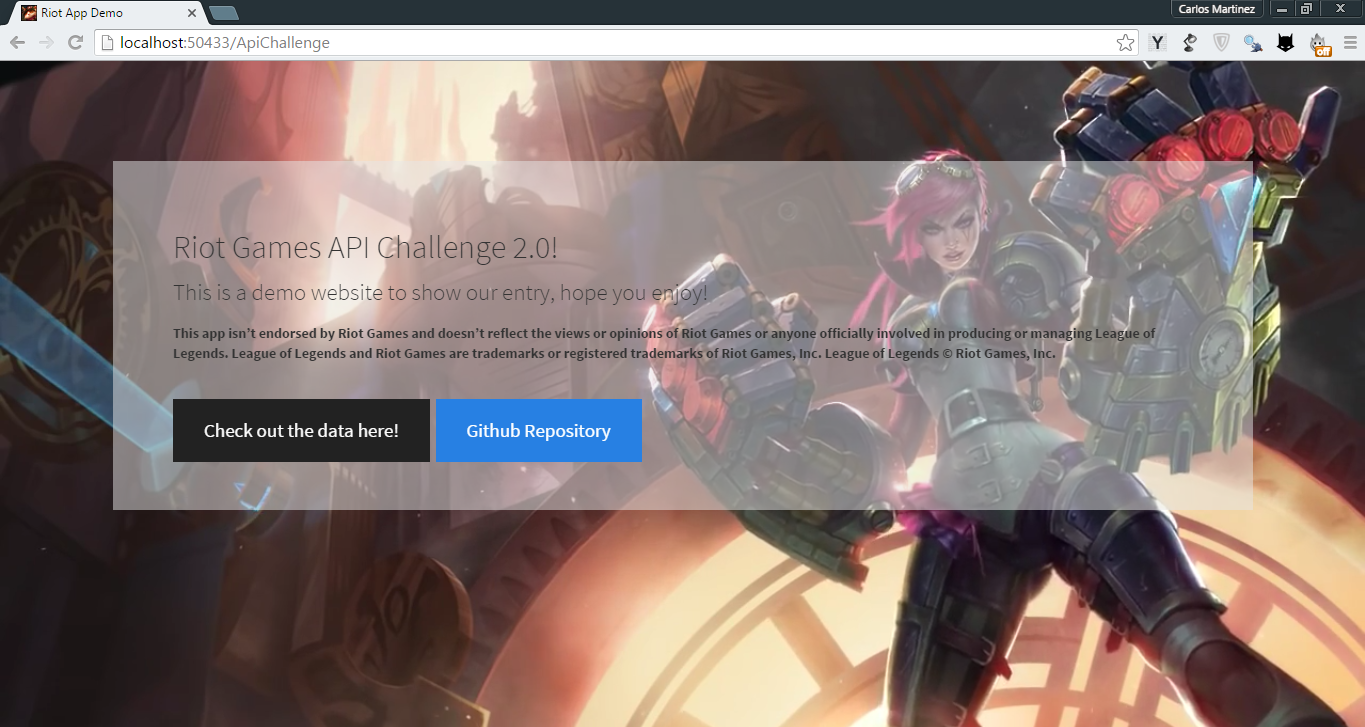 Riot App Demo
Carlos Martinez
localhost:50433/ApiChallenge
Y
off
Riot Games API Challenge 2.0!
This is a demo website to show our entry, hope you enjoy!
This app isn’t endorsed by Riot Games and doesn’t reflect the views or opinions of Riot Games or anyone officially involved in producing or managing League of
Legends. League of Legends and Riot Games are trademarks or registered trademarks of Riot Games, Inc. League of Legends © Riot Games, Inc.
Check out the data here!
Github Repository